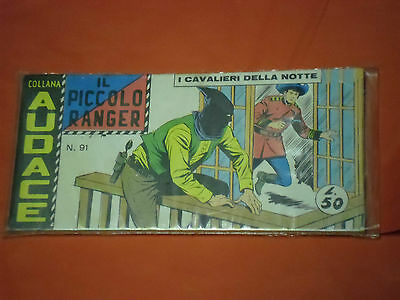 COLLANA
AUDACE
IL
PICCOLO
RANGER
N. 91
I CAVALIERI DELLA NOTTE
L.
50